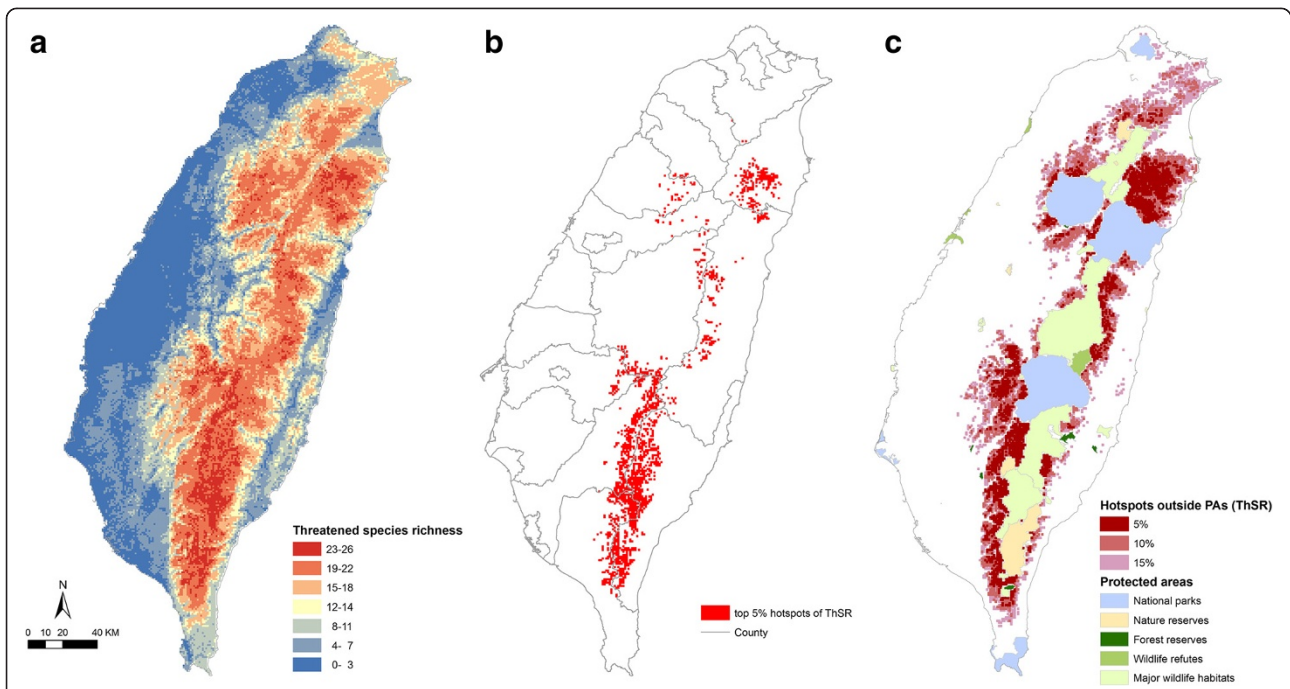 a
b
c
Threatened species richness
23-26
19-22
15-18
12-14
8-11
4- 7
0- 3
N
0 10 20 40 KM
top 5% hotspots of ThSR
County
Hotspots outside PAs (ThSR)
5%
10%
15%
Protected areas
National parks
Nature reserves
Forest reserves
Wildlife refutes
Major wildlife habitats